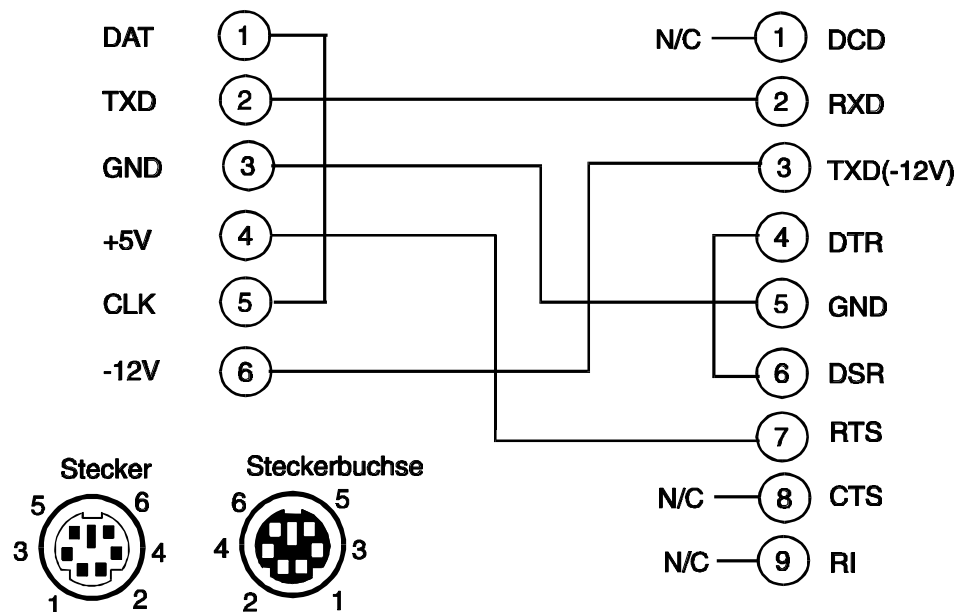 DAT 1 N/C 1 DCD
TXD 2 2 RXD
GND 3 3 TXD(-12V)
+5V 4 4 DTR
CLK 5 5 GND
-12V 6 6 DSR
7 RTS
Stecker Steckerbuchse
N/C 8 CTS
5 6 6 5
3 4 4 3
N/C 9 RI
1 2 2 1